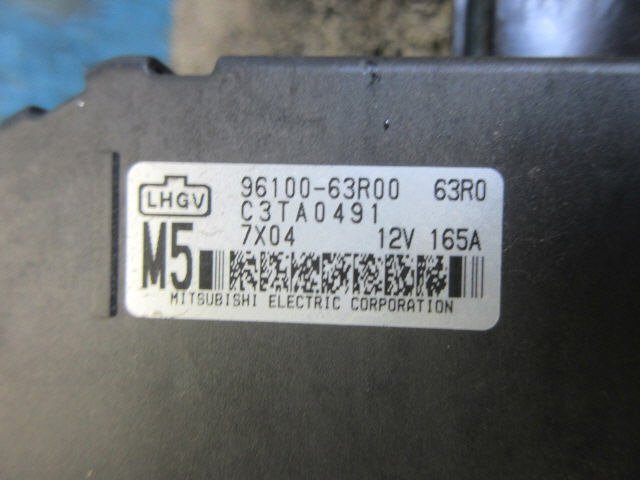 LHGV 96100-63R00 63R0
C3TA0491
7X04 12V 165A
M5
MITSUBISHI ELECTRIC CORPORATION